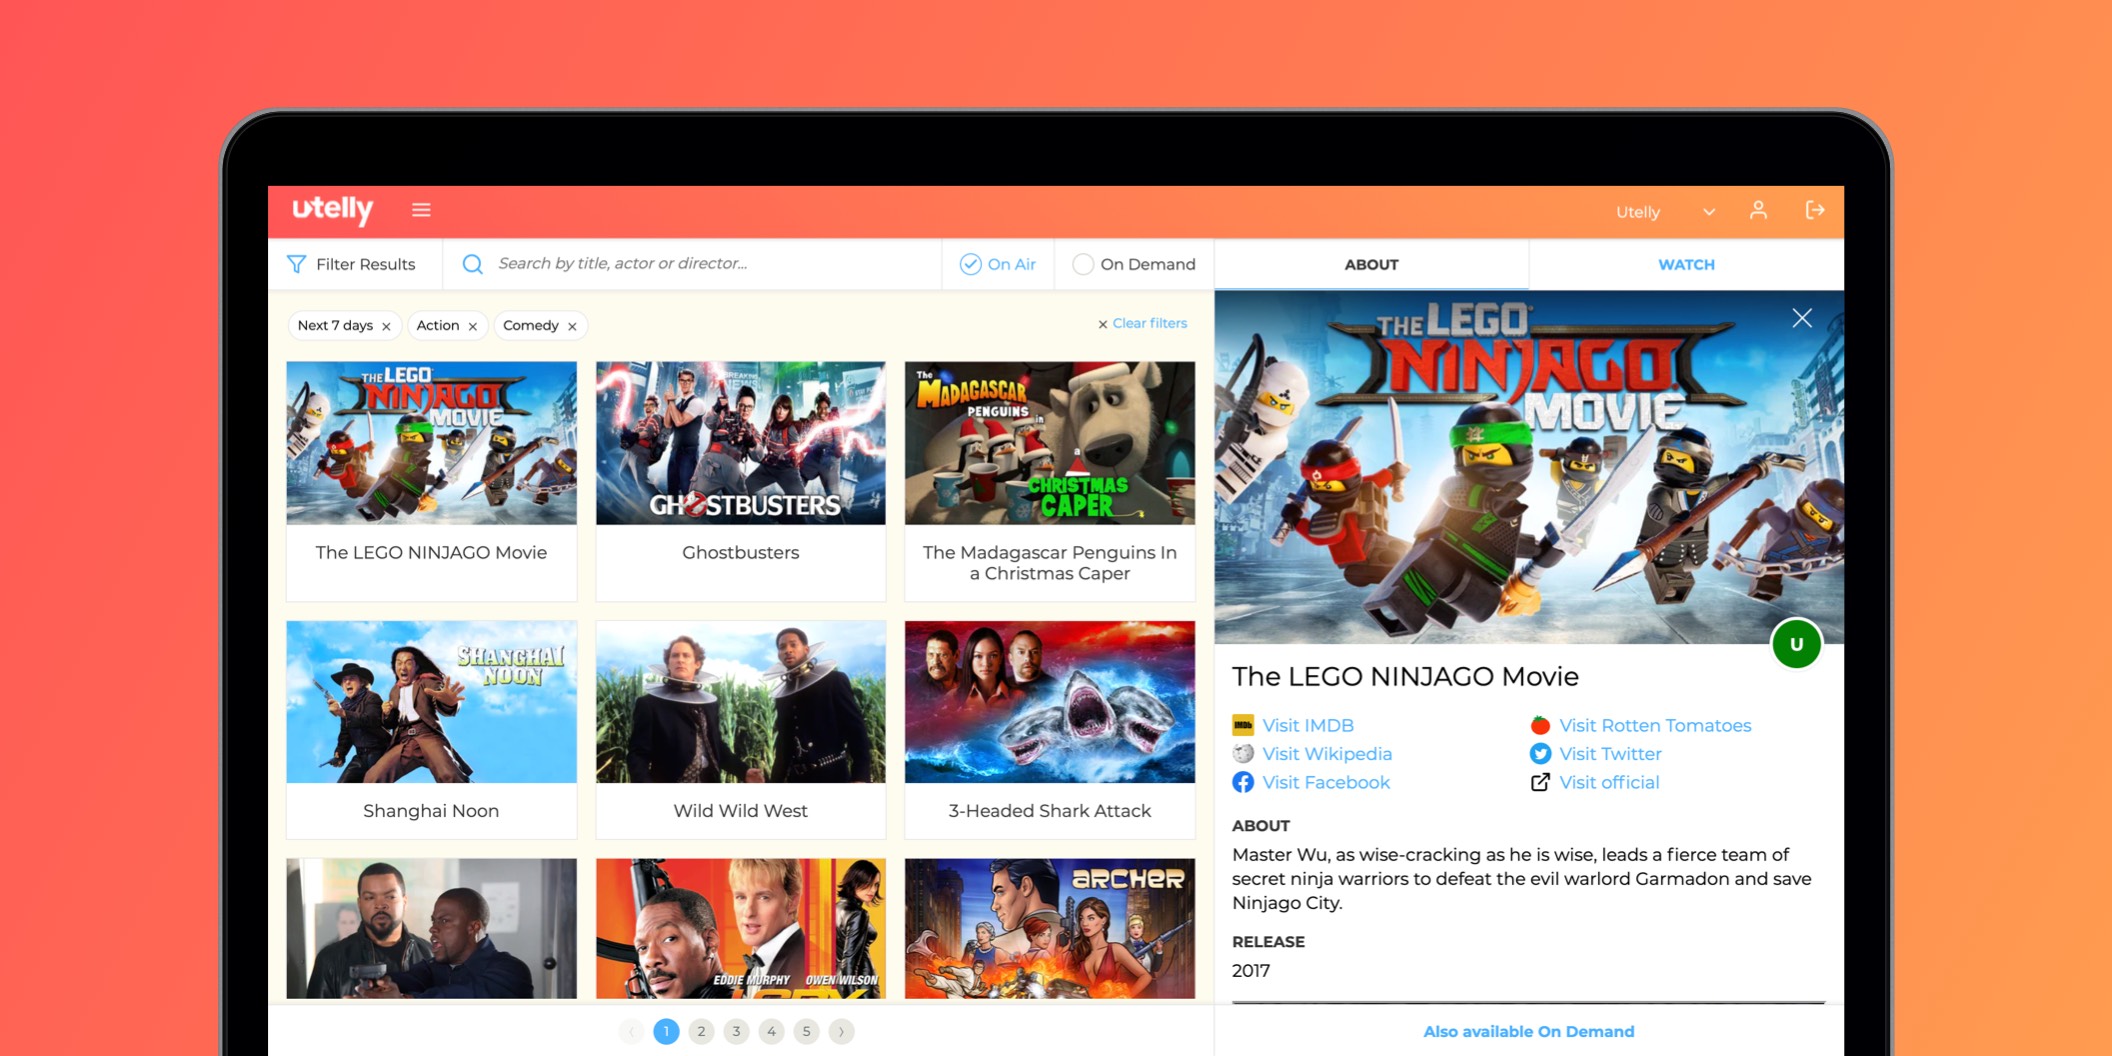 utelly
Utelly
Filter Results
Search by title, actor or director...
On Air
On Demand
ABOUT
WATCH
Next 7 days ×
Action ×
Comedy ×
× Clear filters
THE LEGO
NINJAGO
MOVIE
The LEGO NINJAGO Movie
BREAKING
NEWS
GHOSTBUSTERS
Ghostbusters
The
MADAGASCAR
PENGUINS
in
a
CHRISTMAS
CAPER
The Madagascar Penguins In
a Christmas Caper
SHANGHAI
NOON
Shanghai Noon
Wild Wild West
3-Headed Shark Attack
EDDIE MURPHY OWEN WILSON
ARCHER
‹ 1 2 3 4 5 ›
THE LEGO
NINJAGO
MOVIE
U
The LEGO NINJAGO Movie
IMDb
Visit IMDB
Visit Rotten Tomatoes
Visit Wikipedia
Visit Twitter
Visit Facebook
Visit official
ABOUT
Master Wu, as wise-cracking as he is wise, leads a fierce team of
secret ninja warriors to defeat the evil warlord Garmadon and save
Ninjago City.
RELEASE
2017
Also available On Demand